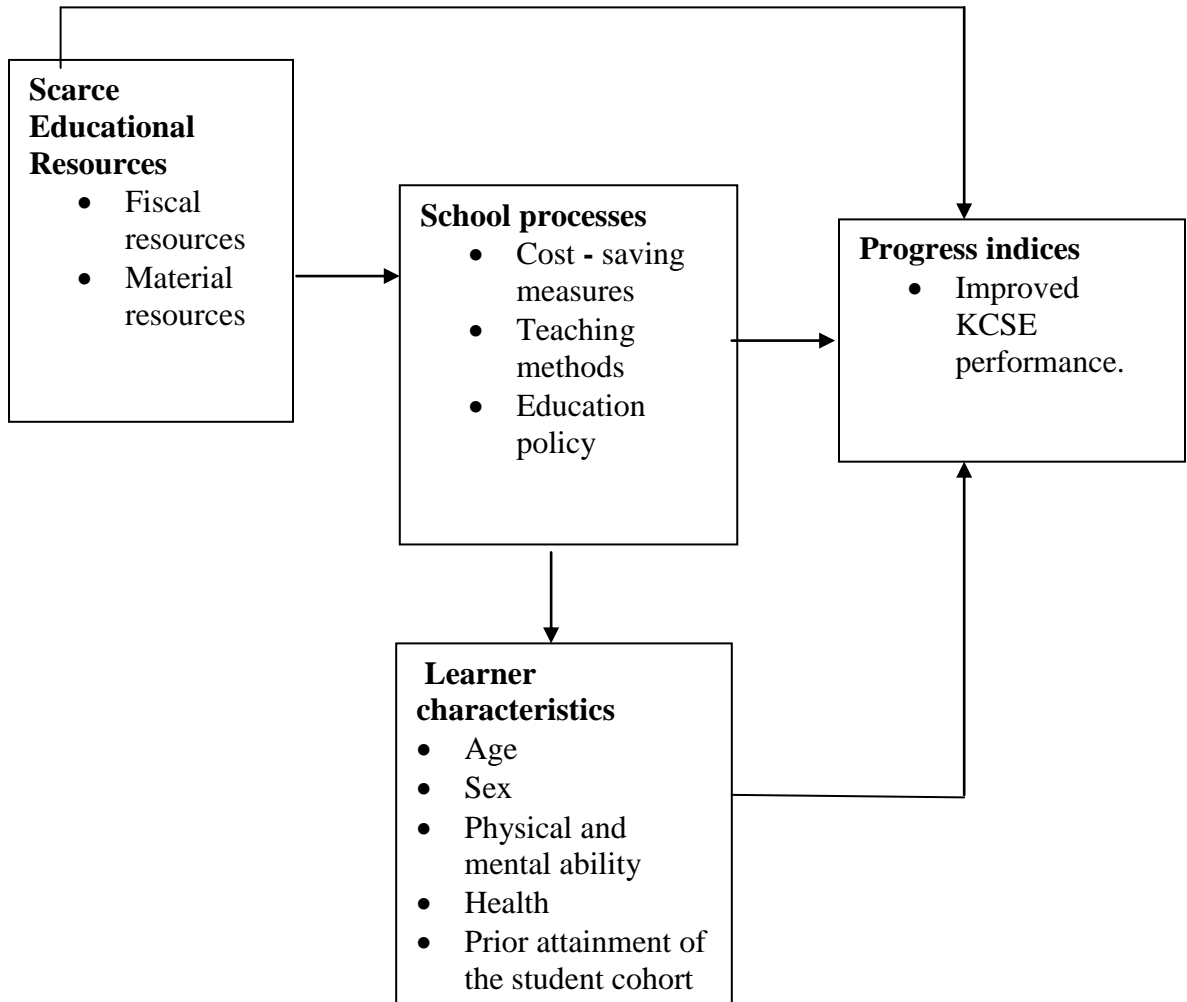 Scarce
Educational
Resources
• Fiscal
resources
• Material
resources
School processes
• Cost - saving
measures
• Teaching
methods
• Education
policy
Progress indices
• Improved
KCSE
performance.
Learner
characteristics
• Age
• Sex
• Physical and
mental ability
• Health
• Prior attainment of
the student cohort